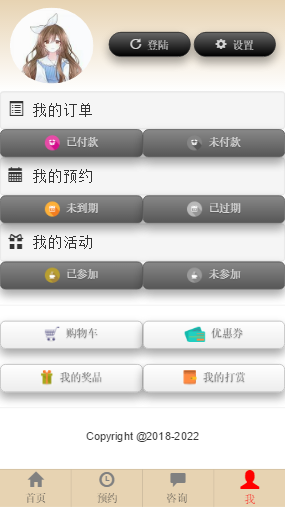 登陆 设置
我的订单
已付款 未付款
我的预约
未到期 已过期
我的活动
已参加 未参加
购物车 优惠券
我的奖品 我的打赏
Copyright @2018-2022
首页 预约 咨询 我